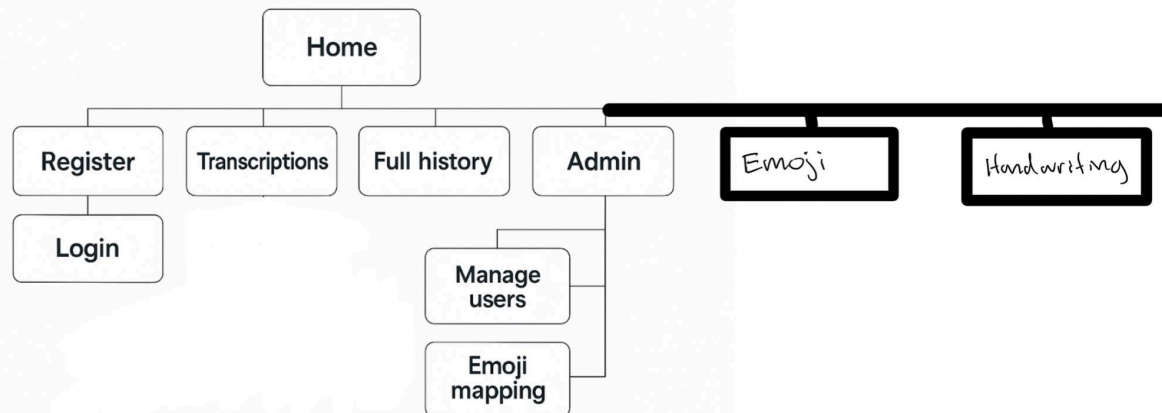 Home
Register
Transcriptions
Full history
Admin
Emoji
Handwriting
Login
Manage
users
Emoji
mapping